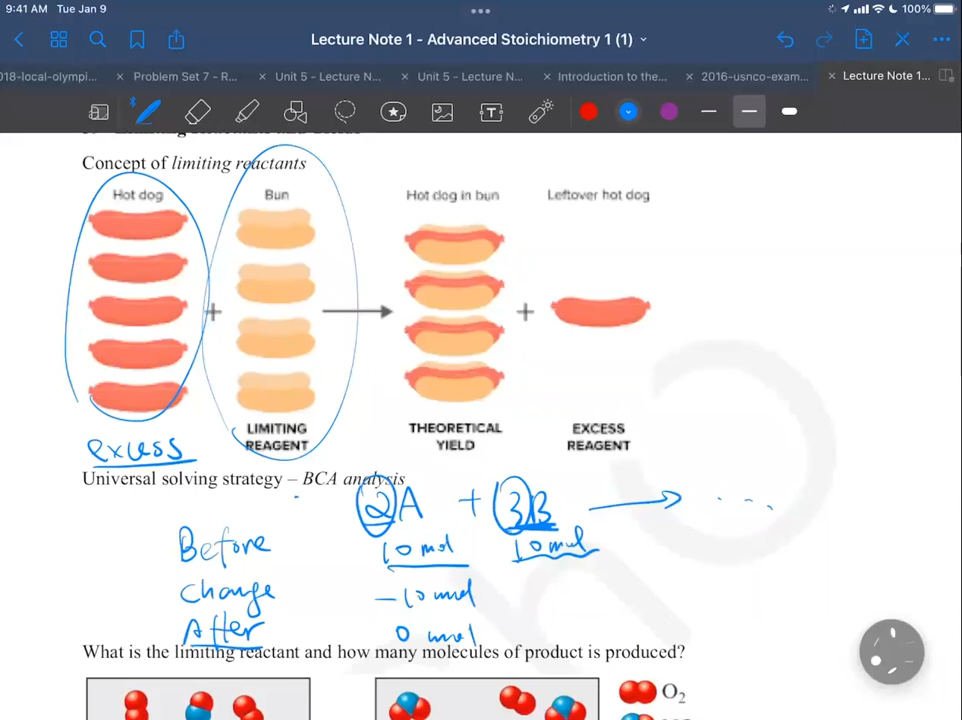 9:41 AM Tue Jan 9
100%
Lecture Note 1 - Advanced Stoichiometry 1 (1)
018-local-olympi... Problem Set 7 - R... Unit 5 - Lecture N... Unit 5 - Lecture N... Introduction to the... 2016-usnco-exam... Lecture Note 1...
Concept of limiting reactants
Hot dog Bun Hot dog in bun Leftover hot dog
+ → +
LIMITING REAGENT
THEORETICAL YIELD
EXCESS REAGENT
excess
Universal solving strategy – BCA analysis
2A + 3B → ....
Before 10 mol 10 mol
Change -10 mol
After 0 mol
What is the limiting reactant and how many molecules of product is produced?
O2